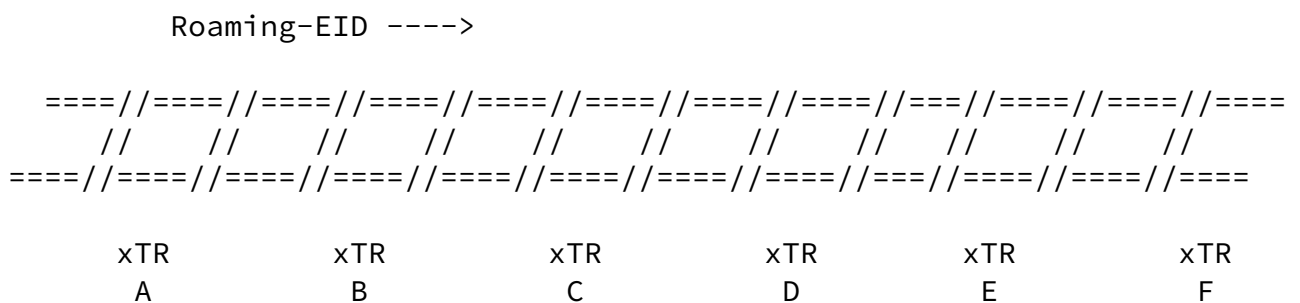 Roaming-EID ---->
====//====//====//====//====//====//====//====//===//====//====//====
// // // // // // // // // // //
====//====//====//====//====//====//====//====//===//====//====//====
xTR xTR xTR xTR xTR xTR
A B C D E F